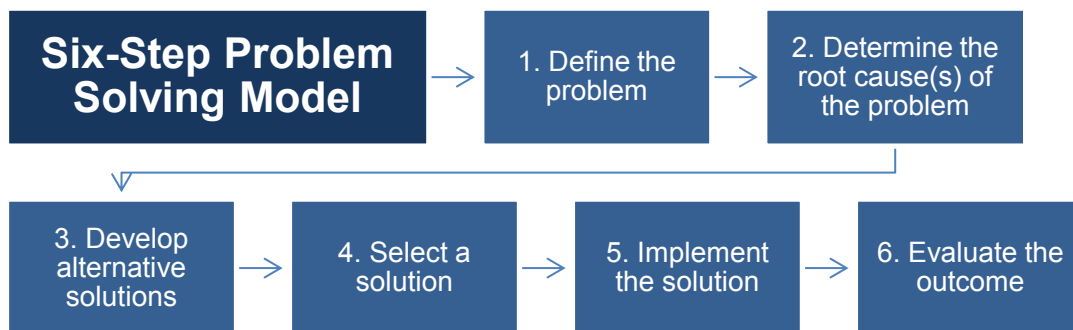 Six-Step Problem
Solving Model
1. Define the
problem
2. Determine the
root cause(s) of
the problem
3. Develop
alternative
solutions
4. Select a
solution
5. Implement
the solution
6. Evaluate the
outcome